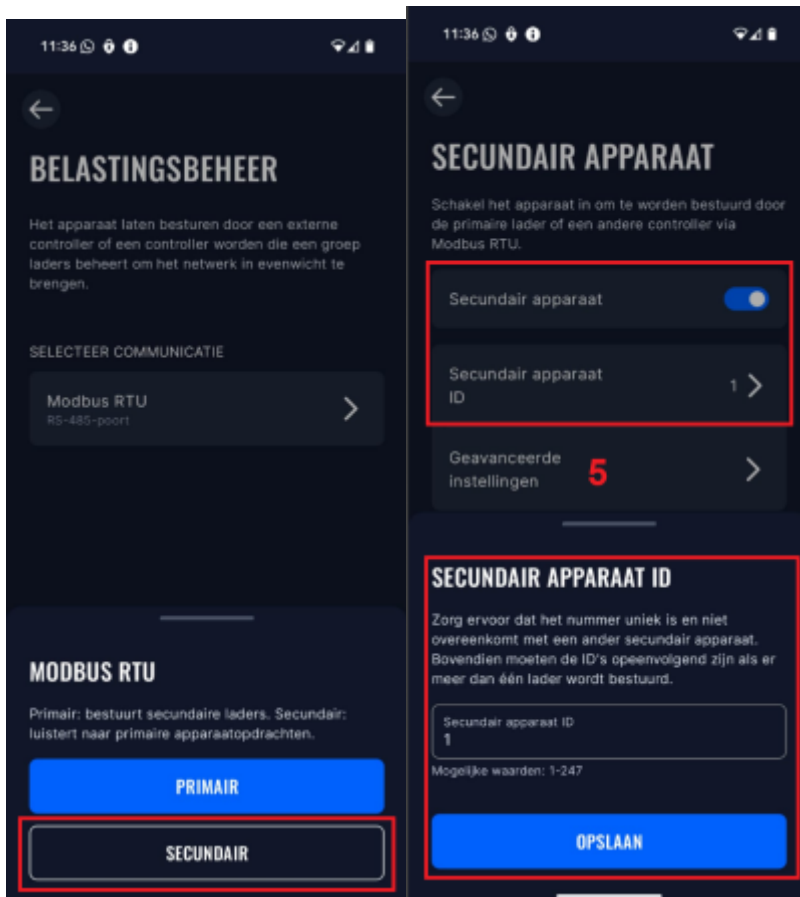 11:36
BELASTINGSBEHEER
Het apparaat laten besturen door een externe
controller of een controller worden die een groep
laders beheert om het netwerk in evenwicht te
brengen.
SELECTEER COMMUNICATIE
Modbus RTU
RS-485-poort
MODBUS RTU
Primair: bestuurt secundaire laders. Secundair:
luistert naar primaire apparaatopdrachten.
PRIMAIR
SECUNDAIR
11:36
SECUNDAIR APPARAAT
Schakel het apparaat in om te worden bestuurd door
de primaire lader of een andere controller via
Modbus RTU.
Secundair apparaat
Secundair apparaat
ID
1
Geavanceerde
instellingen
5
SECUNDAIR APPARAAT ID
Zorg ervoor dat het nummer uniek is en niet
overeenkomt met een ander secundair apparaat.
Bovendien moeten de ID's opeenvolgend zijn als er
meer dan één lader wordt bestuurd.
Secundair apparaat ID
1
Mogelijke waarden: 1-247
OPSLAAN